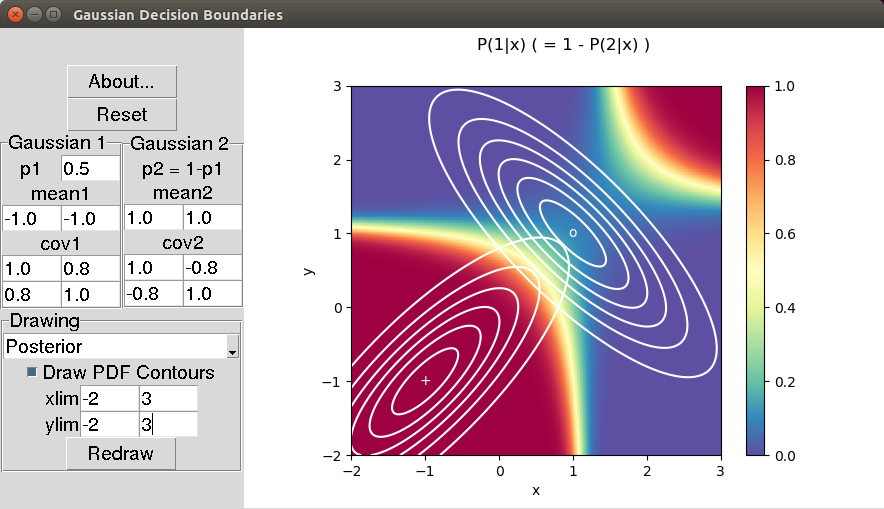 Gaussian Decision Boundaries
About...
Reset
Gaussian 1
p1 0.5
mean1
-1.0 -1.0
cov1
1.0 0.8
0.8 1.0
Gaussian 2
p2 = 1-p1
mean2
1.0 1.0
cov2
1.0 -0.8
-0.8 1.0
Drawing
Posterior
Draw PDF Contours
xlim -2 3
ylim -2 3
Redraw
P(1|x) ( = 1 - P(2|x) )
3
2
1
0
−1
−2
y
−2 −1 0 1 2 3
x
1.0
0.8
0.6
0.4
0.2
0.0